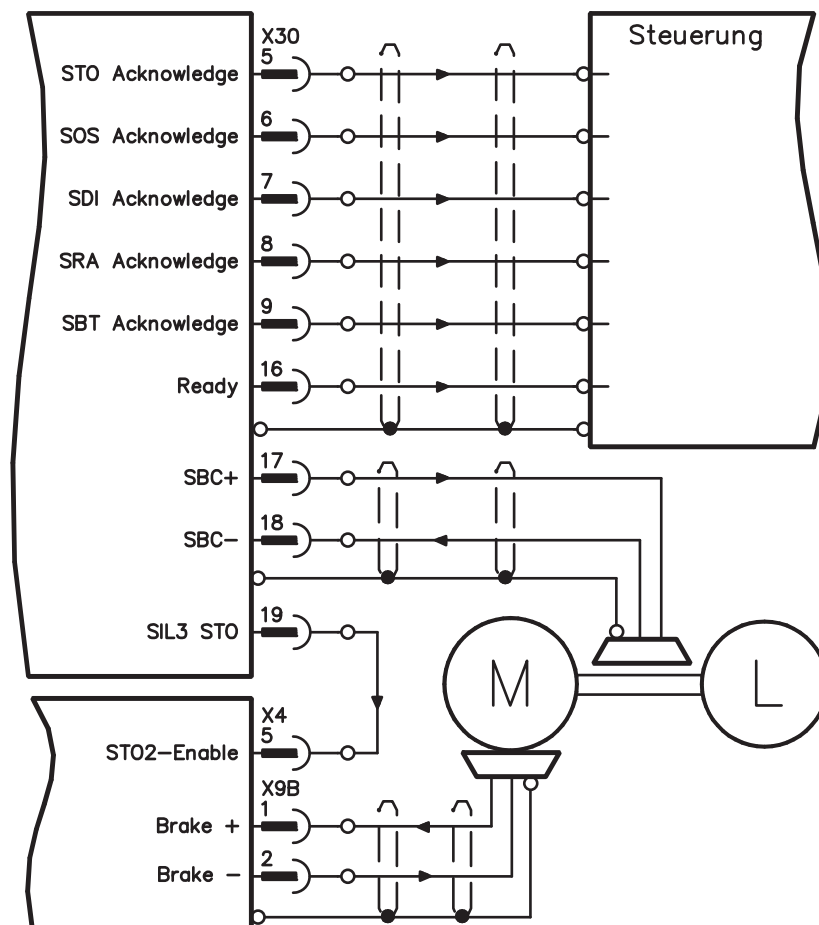 Steuerung
X30
STO Acknowledge 5
SOS Acknowledge 6
SDI Acknowledge 7
SRA Acknowledge 8
SBT Acknowledge 9
Ready 16
SBC+ 17
SBC− 18
SIL3 STO 19
M
L
X4
STO2−Enable 5
X9B
Brake + 1
Brake − 2